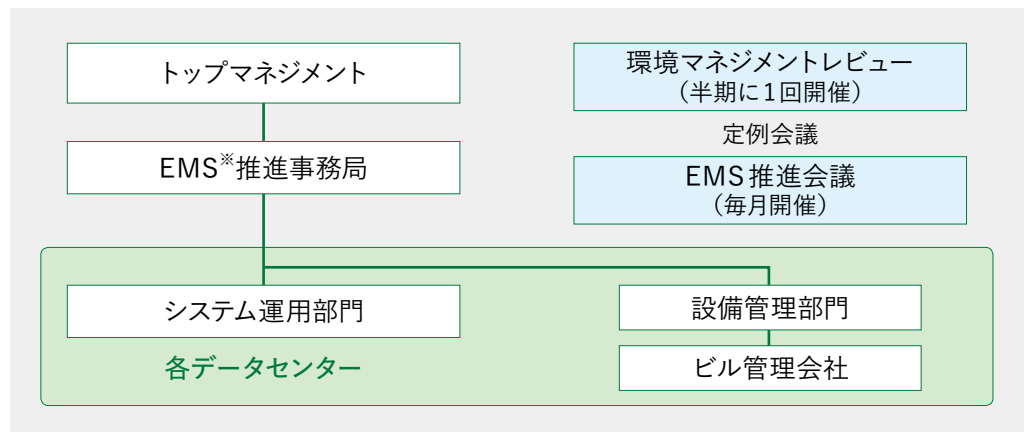 トップマネジメント
EMS※推進事務局
環境マネジメントレビュー
（半期に1回開催）
定例会議
EMS推進会議
（毎月開催）
システム運用部門
各データセンター
設備管理部門
ビル管理会社